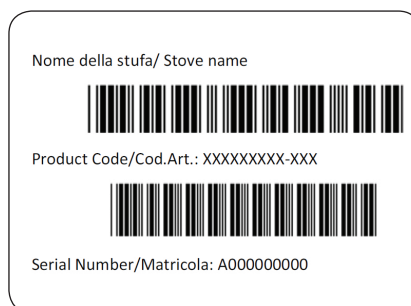 Nome della stufa/ Stove name
Product Code/Cod.Art.: XXXXXXXXX-XXX
Serial Number/Matricola: A000000000